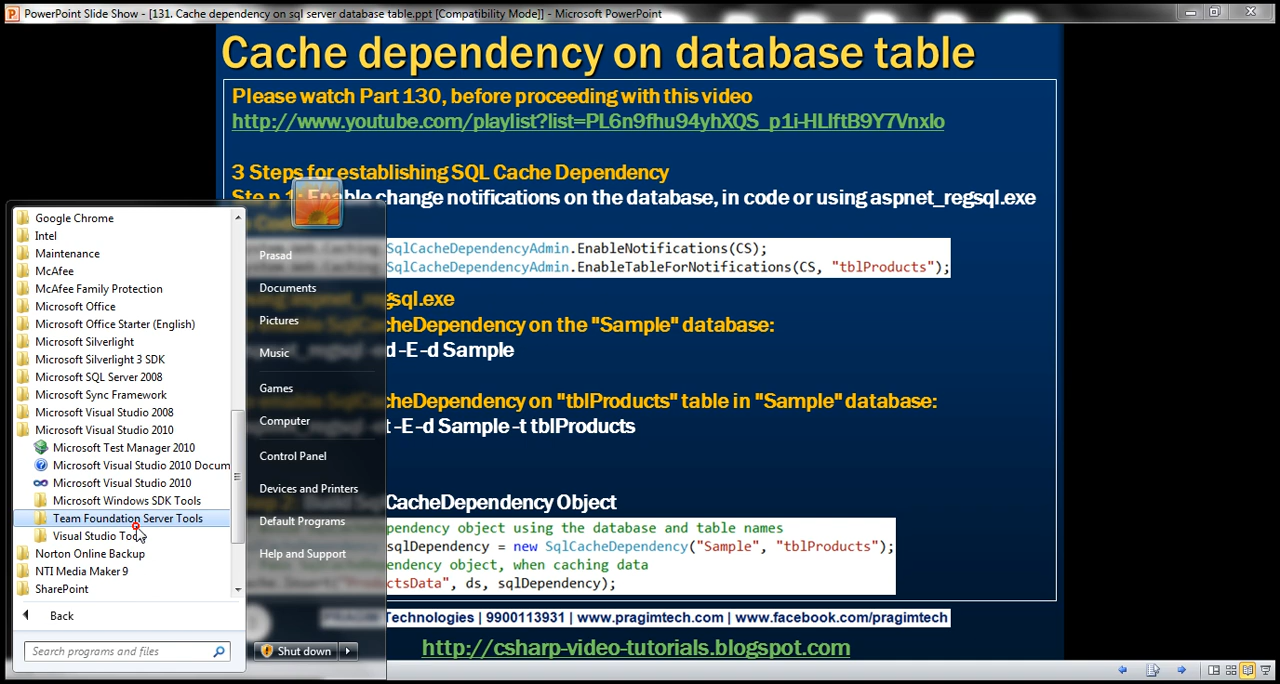 PowerPoint Slide Show - [131. Cache dependency on sql server database table.ppt [Compatibility Mode]] - Microsoft PowerPoint
Cache dependency on database table
Please watch Part 130, before proceeding with this video
http://www.youtube.com/playlist?list=PL6n9fhu94yhXQS_p1i-HLIftB9Y7Vnxlo
3 Steps for establishing SQL Cache Dependency
Step 1: Enable change notifications on the database, in code or using aspnet_regsql.exe
SqlCacheDependencyAdmin.EnableNotifications(CS);
SqlCacheDependencyAdmin.EnableTableForNotifications(CS, "tblProducts");
sql.exe
cheDependency on the "Sample" database:
d -E -d Sample
cheDependency on "tblProducts" table in "Sample" database:
t -E -d Sample -t tblProducts
CacheDependency Object
pendency object using the database and table names
sqlDependency = new SqlCacheDependency("Sample", "tblProducts");
dency object, when caching data
ctsData", ds, sqlDependency);
Technologies | 9900113931 | www.pragimtech.com | www.facebook.com/pragimtech
http://csharp-video-tutorials.blogspot.com
Google Chrome
Intel
Maintenance
McAfee
McAfee Family Protection
Microsoft Office
Microsoft Office Starter (English)
Microsoft Silverlight
Microsoft Silverlight 3 SDK
Microsoft SQL Server 2008
Microsoft Sync Framework
Microsoft Visual Studio 2008
Microsoft Visual Studio 2010
Microsoft Test Manager 2010
Microsoft Visual Studio 2010 Docum
Microsoft Visual Studio 2010
Microsoft Windows SDK Tools
Team Foundation Server Tools
Visual Studio Tools
Norton Online Backup
NTI Media Maker 9
SharePoint
Back
Search programs and files
Prasad
Documents
Pictures
Music
Games
Computer
Control Panel
Devices and Printers
Default Programs
Help and Support
Shut down